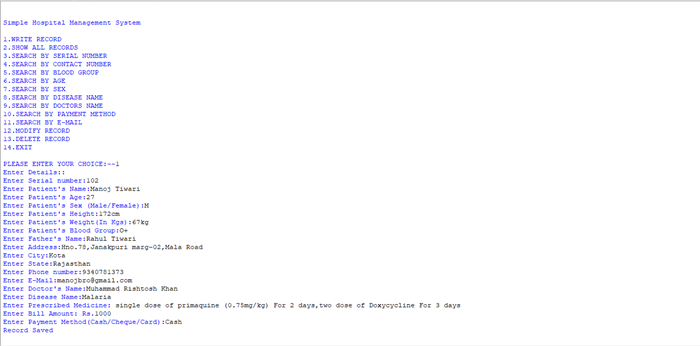 Simple Hospital Management System
1.WRITE RECORD
2.SHOW ALL RECORDS
3.SEARCH BY SERIAL NUMBER
4.SEARCH BY CONTACT NUMBER
5.SEARCH BY BLOOD GROUP
6.SEARCH BY AGE
7.SEARCH BY SEX
8.SEARCH BY DISEASE NAME
9.SEARCH BY DOCTORS NAME
10.SEARCH BY PAYMENT METHOD
11.SEARCH BY E-MAIL
12.MODIFY RECORD
13.DELETE RECORD
14.EXIT
PLEASE ENTER YOUR CHOICE:--1
Enter Details::
Enter Serial number:102
Enter Patient's Name:Manoj Tiwari
Enter Patient's Age:27
Enter Patient's Sex (Male/Female):M
Enter Patient's Height:172cm
Enter Patient's Weight(In Kgs):67kg
Enter Patient's Blood Group:O+
Enter Father's Name:Rahul Tiwari
Enter Address:Hno.78,Janakpuri marg-02,Mala Road
Enter City:Kota
Enter State:Rajasthan
Enter Phone number:9340781373
Enter E-Mail:manojbro@gmail.com
Enter Doctor's Name:Muhammad Rishtosh Khan
Enter Disease Name:Malaria
Enter Prescribed Medicine: single dose of primaquine (0.75mg/kg) For 2 days,two dose of Doxycycline For 3 days
Enter Bill Amount: Rs.1000
Enter Payment Method(Cash/Cheque/Card):Cash
Record Saved